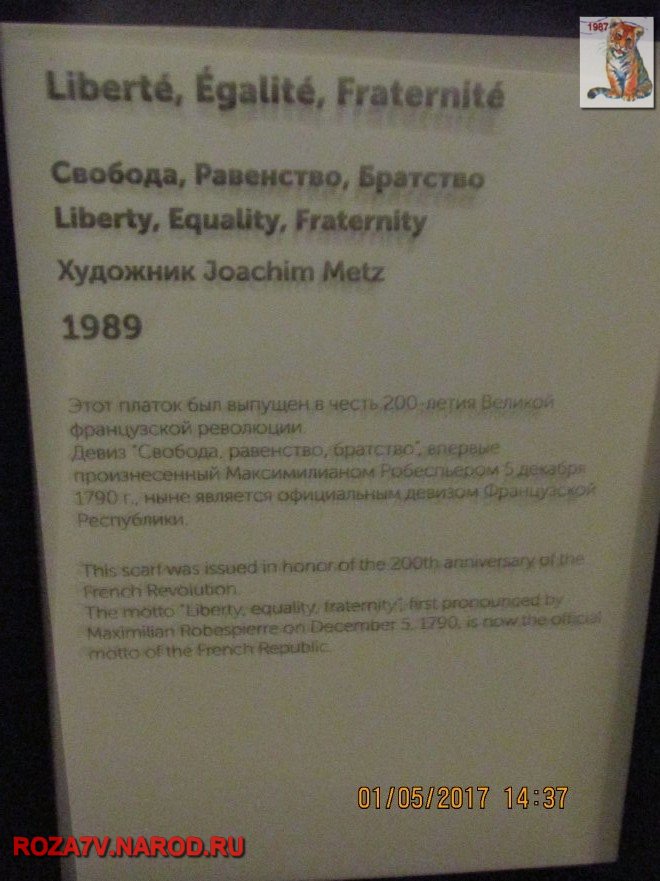 1987
Liberté, Égalité, Fraternité
Свобода, Равенство, Братство
Liberty, Equality, Fraternity
Художник Joachim Metz
1989
Этот платок был выпущен в честь 200-летия Великой
французской революции.
Девиз "Свобода, равенство, братство", впервые
произнесенный Максимилианом Робеспьером 5 декабря
1790 г., ныне является официальным девизом Французской
Республики.
This scarf was issued in honor of the 200th anniversary of the
French Revolution.
The motto "Liberty, equality, fraternity", first pronounced by
Maximilian Robespierre on December 5, 1790, is now the official
motto of the French Republic.
01/05/2017 14:37
ROZA7V.NAROD.RU